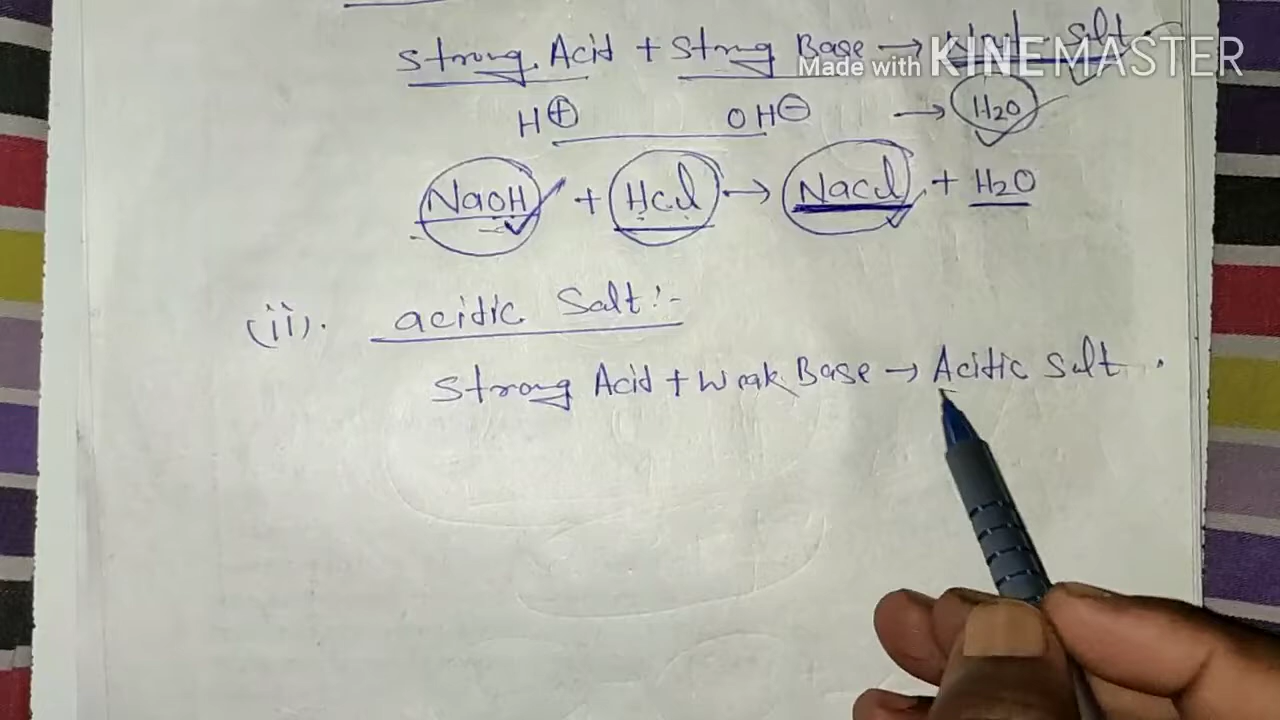 Strong Acid + Strong Base → Salt.
Made with KINEMASTER
H⊕ OH⊖ → H2O
NaOH + Hcl → Nacl + H2O
(ii). acidic Salt:-
Strong Acid + Weak Base → Acidic Salt.